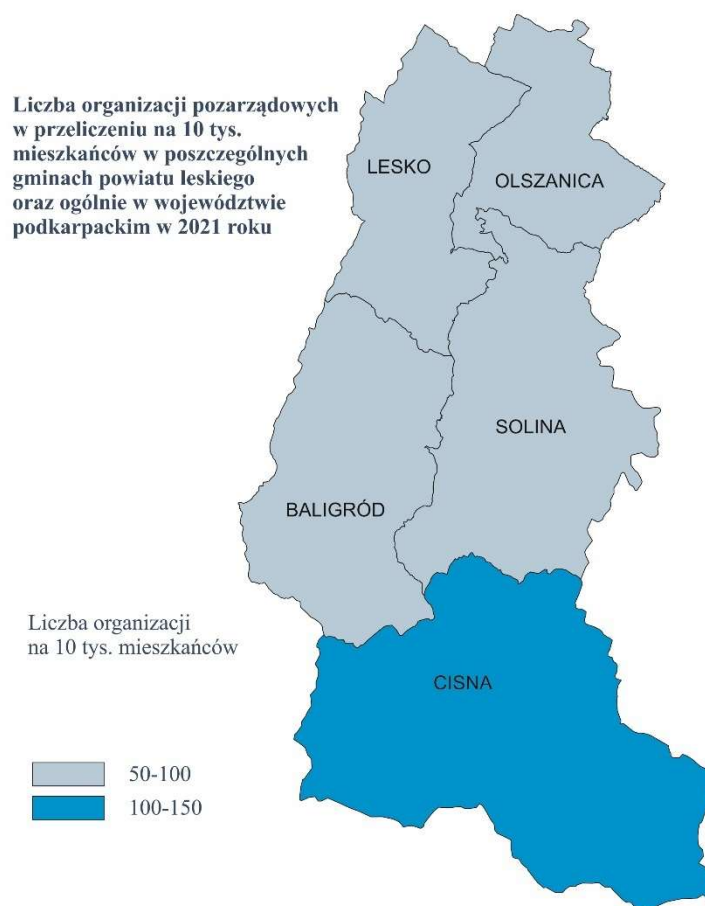 Liczba organizacji pozarządowych
w przeliczeniu na 10 tys.
mieszkańców w poszczególnych
gminach powiatu leskiego
oraz ogólnie w województwie
podkarpackim w 2021 roku
LESKO
OLSZANICA
SOLINA
BALIGRÓD
CISNA
Liczba organizacji
na 10 tys. mieszkańców
50-100
100-150